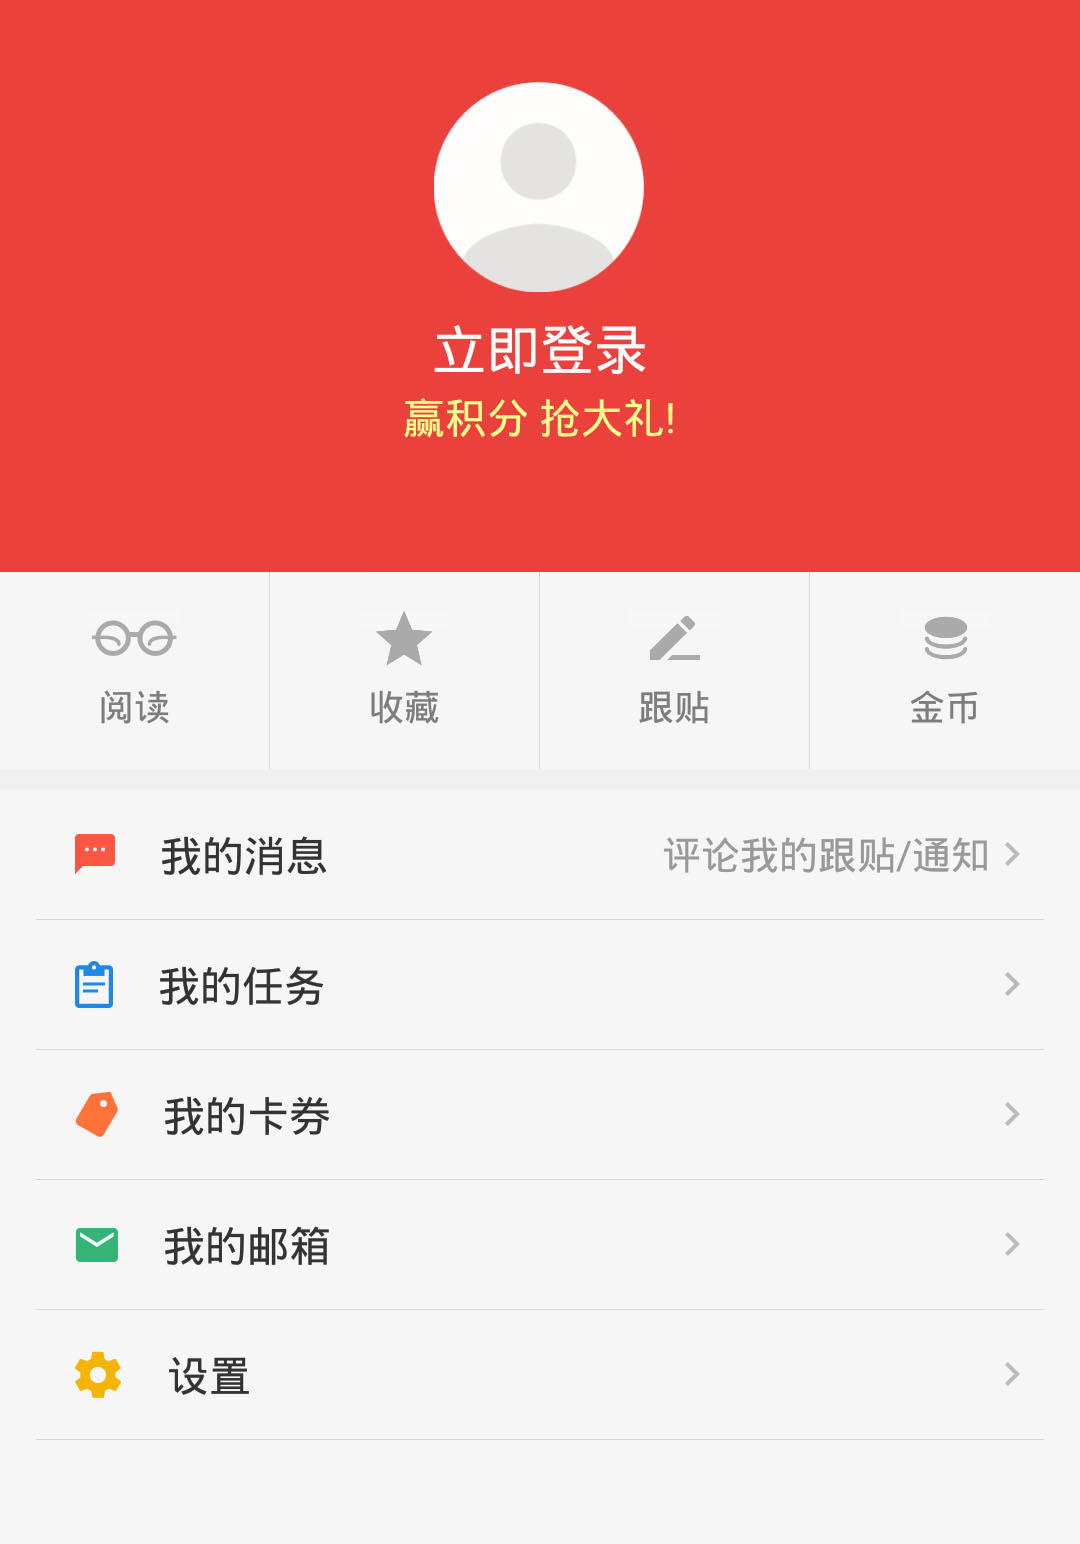 立即登录
赢积分 抢大礼!
阅读
收藏
跟贴
金币
我的消息 评论我的跟贴/通知
我的任务
我的卡券
我的邮箱
设置